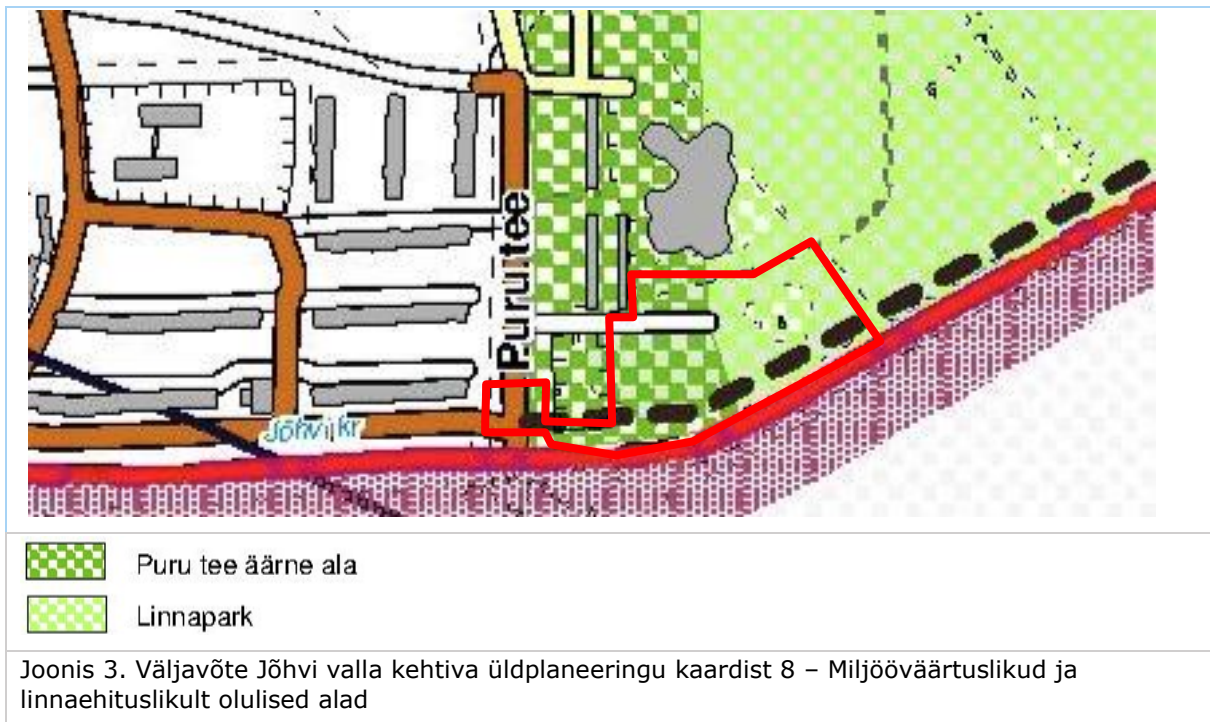 Puru tee
Jõhvi kr
Puru tee äärne ala
Linnapark
Joonis 3. Väljavõte Jõhvi valla kehtiva üldplaneeringu kaardist 8 – Miljööväärtuslikud ja
linnaehituslikult olulised alad